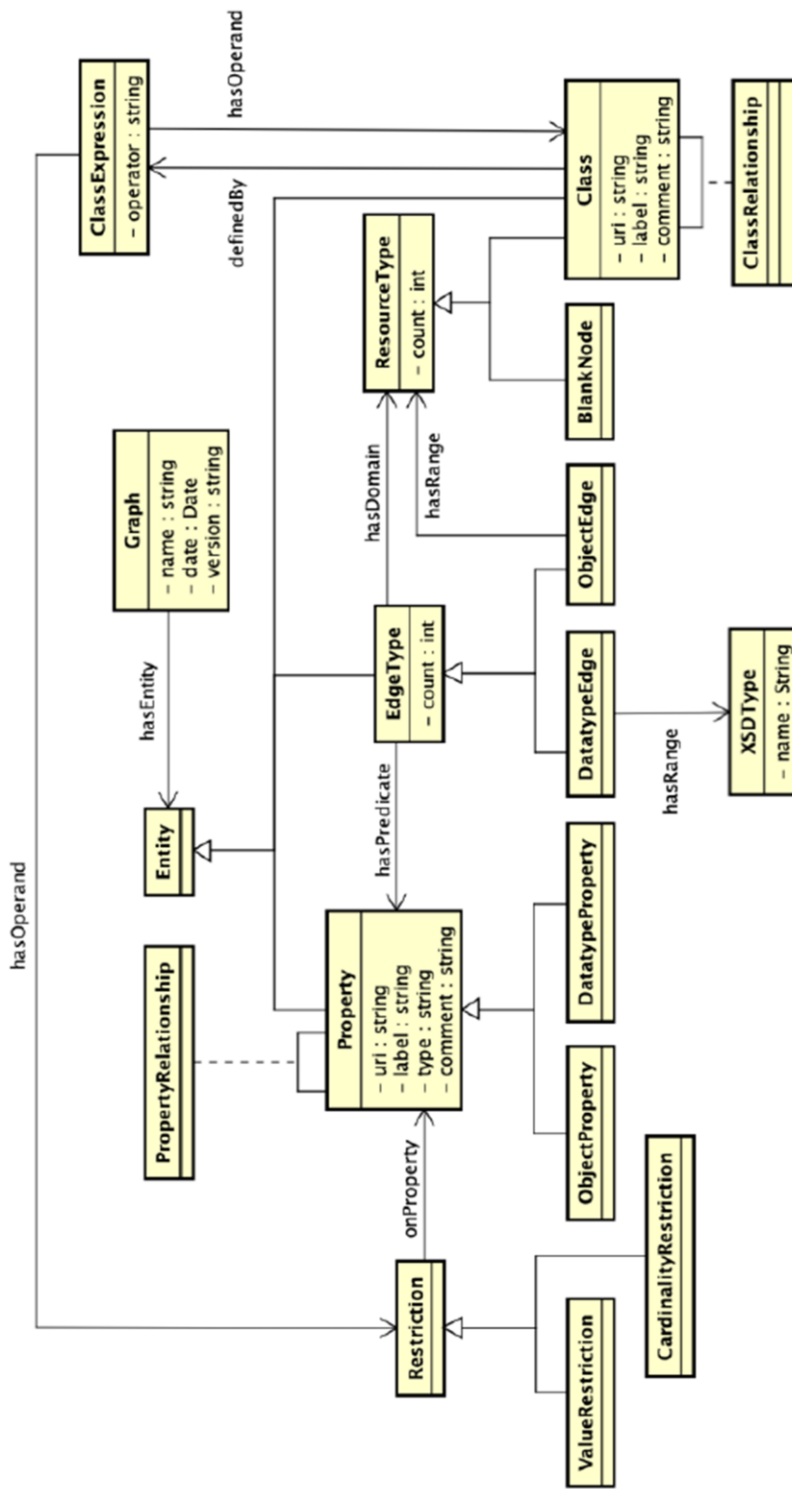 hasOperand
PropertyRelationship
Entity
hasEntity
Graph
– name : string
– date : Date
– version : string
ClassExpression
– operator : string
Restriction
onProperty
Property
– uri : string
– label : string
– type : string
– comment : string
hasPredicate
EdgeType
– count : int
hasDomain
hasRange
ResourceType
– count : int
definedBy
hasOperand
ValueRestriction
CardinalityRestriction
ObjectProperty
DatatypeProperty
DatatypeEdge
ObjectEdge
BlankNode
Class
– uri : string
– label : string
– comment : string
hasRange
XSDType
– name : String
ClassRelationship